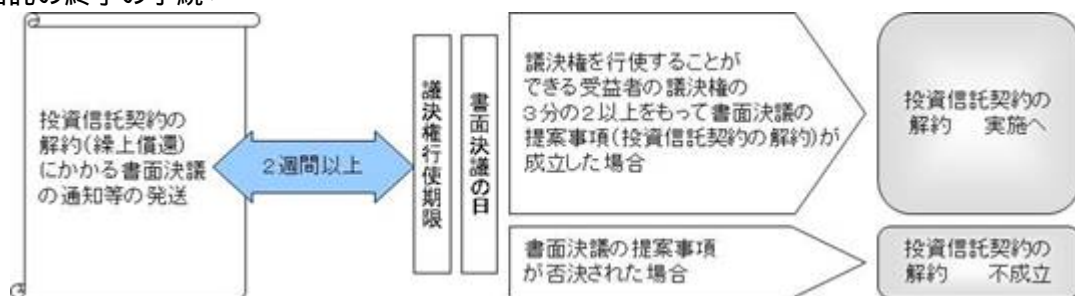 投資信託契約の
解約(繰上償還)
にかかる書面決議
の通知等の発送
2週間以上
議決権行使期限
書面決議の日
議決権を行使することが
できる受益者の議決権の
3分の2以上をもって書面決議の
提案事項(投資信託契約の解約)が
成立した場合
投資信託契約の
解約 実施へ
書面決議の提案事項
が否決された場合
投資信託契約の
解約 不成立